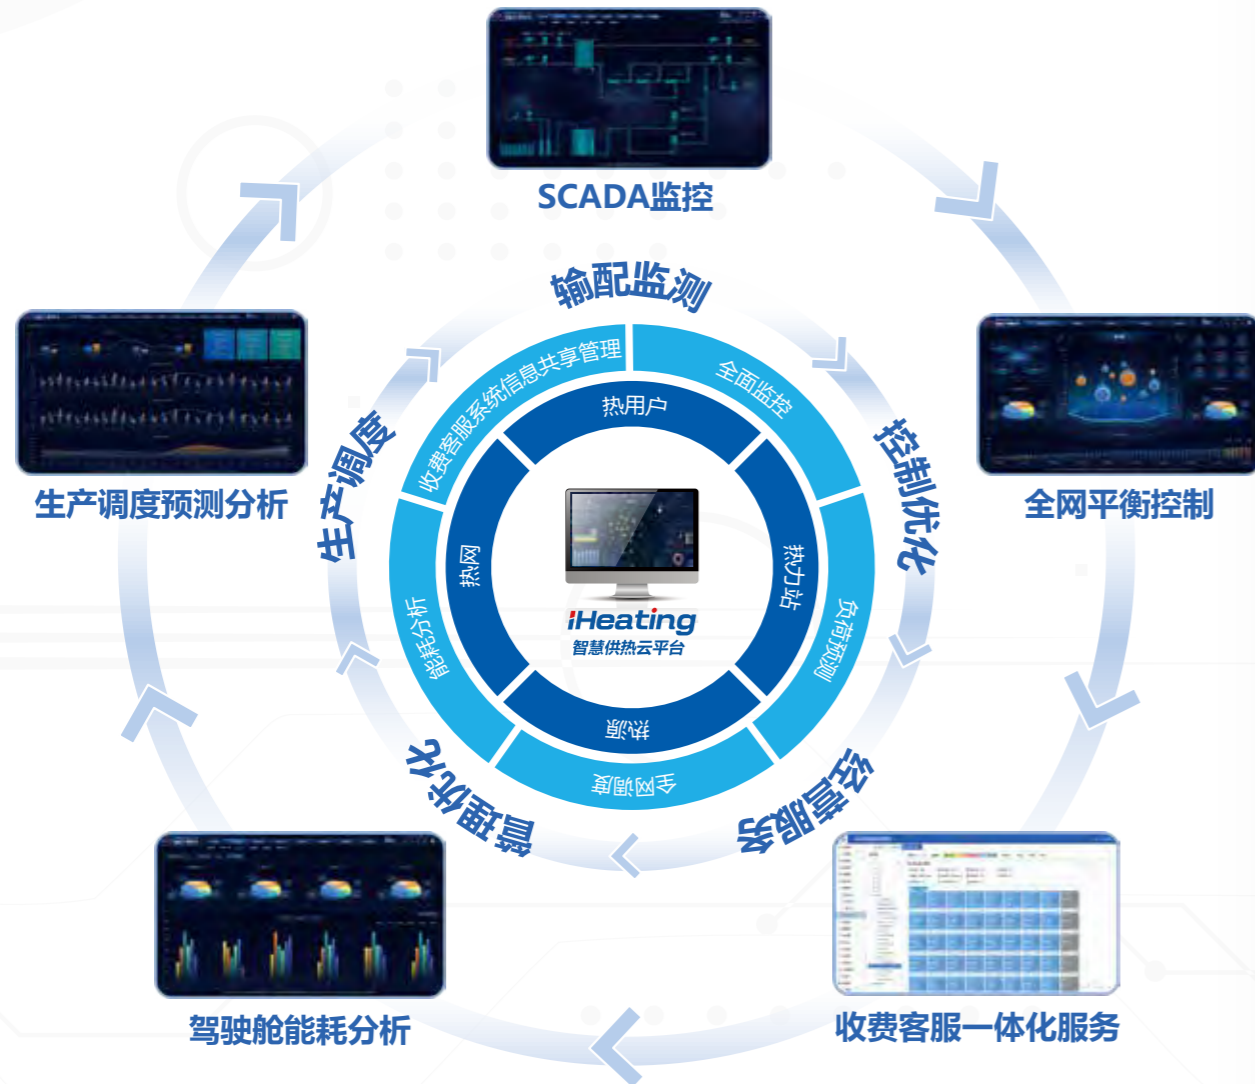 SCADA监控
输配监测
收费客服系统信息共享管理
全面监控
热用户
生产调度
控制优化
生产调度预测分析
全网平衡控制
热网
热力站
iHeating
智慧供热云平台
能耗分析
负荷预测
热源
全网调度
管理优化
经营服务
驾驶舱能耗分析
收费客服一体化服务